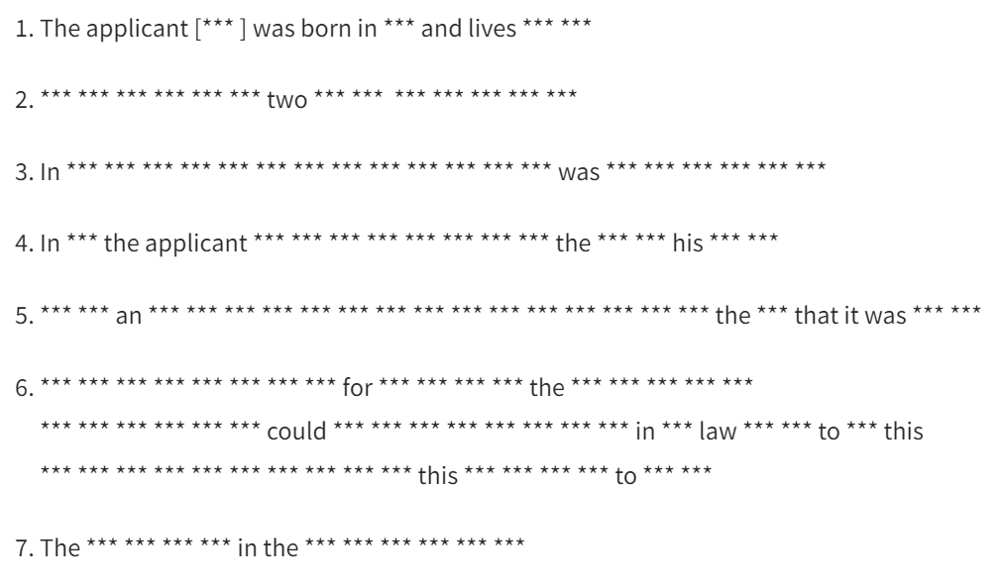 1. The applicant [*** ] was born in *** and lives *** ***
2. *** *** *** *** *** *** two *** *** *** *** *** *** ***
3. In *** *** *** *** *** *** *** *** *** *** *** *** *** was *** *** *** *** *** ***
4. In *** the applicant *** *** *** *** *** *** *** *** the *** *** his *** ***
5. *** *** an *** *** *** *** *** *** *** *** *** *** *** *** *** *** *** the *** that it was *** ***
6. *** *** *** *** *** *** *** *** for *** *** *** *** the *** *** *** *** ***
*** *** *** *** *** *** could *** *** *** *** *** *** *** *** in *** law *** *** to *** this
*** *** *** *** *** *** *** *** *** *** this *** *** *** *** to *** ***
7. The *** *** *** *** in the *** *** *** *** *** ***